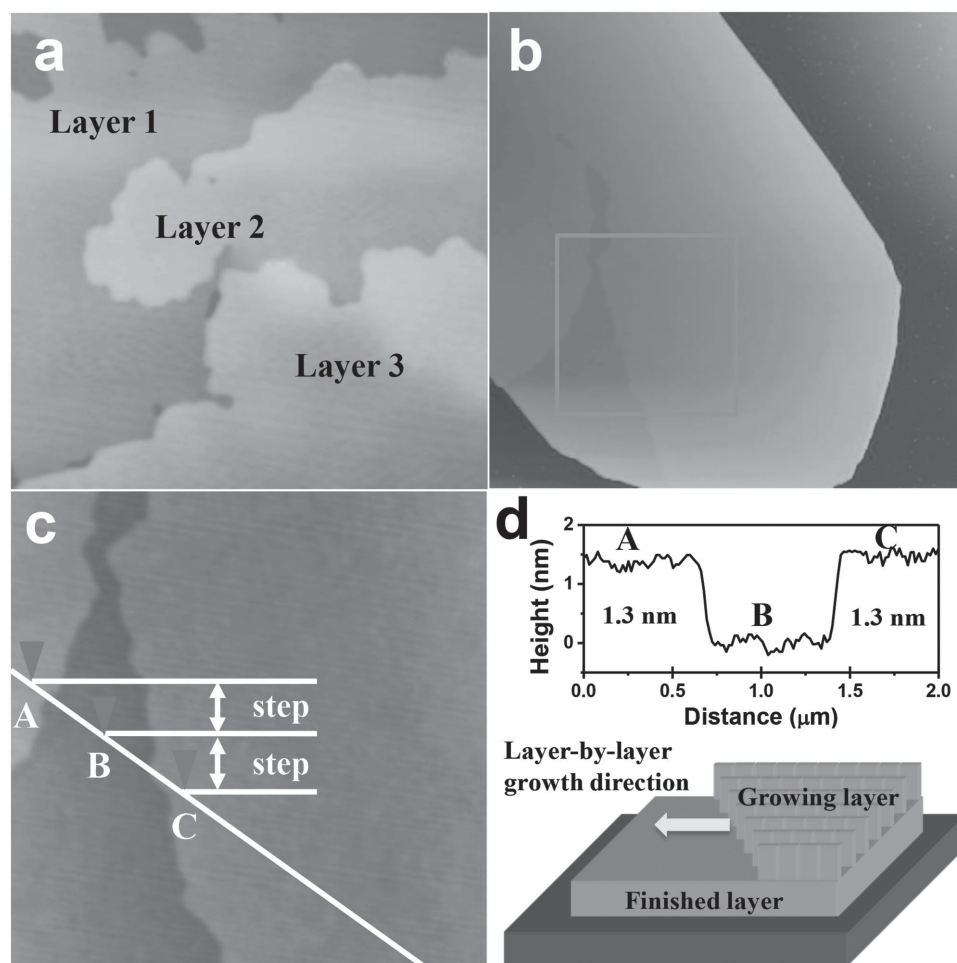 a
Layer 1
Layer 2
Layer 3
b
c
A
B
C
step
step
d
Height (nm)
2
1
0
A
B
C
1.3 nm
1.3 nm
0.0 0.5 1.0 1.5 2.0
Distance (μm)
Layer-by-layer
growth direction
Growing layer
Finished layer